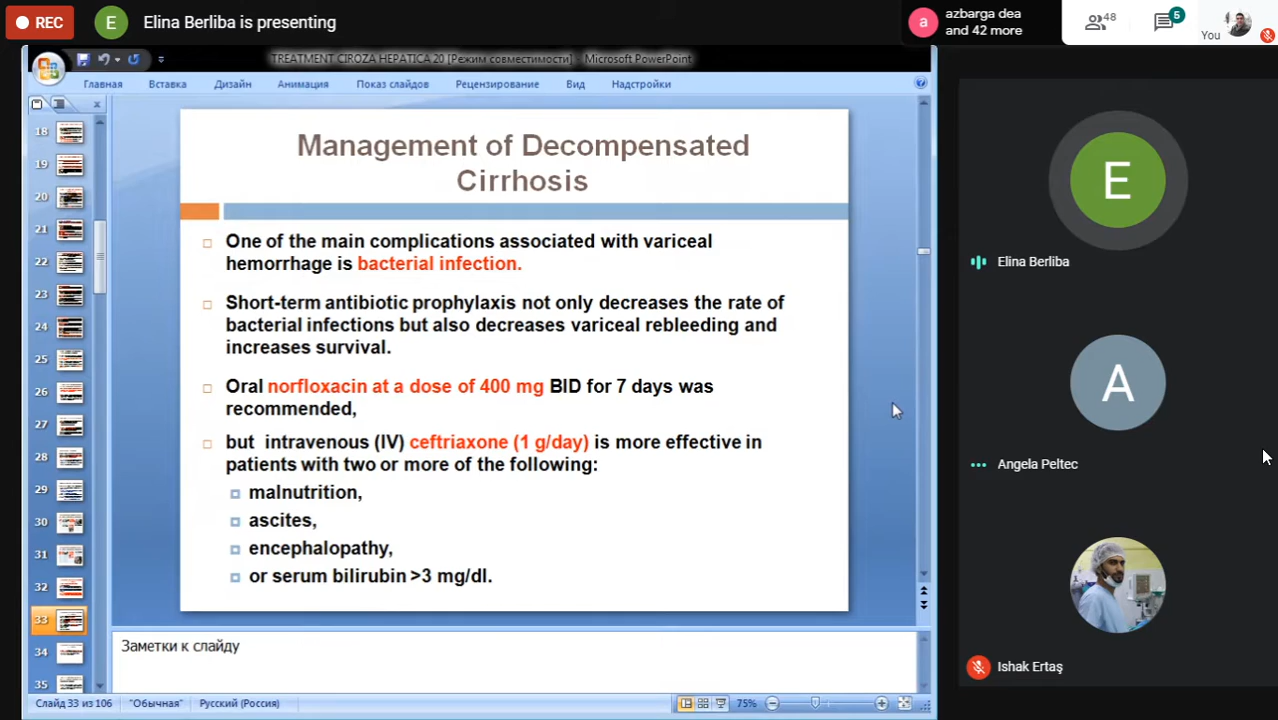 REC
E
Elina Berliba is presenting
a
azbarga dea
and 42 more
48
5
You
TREATMENT CIROZA HEPATICA 20 [Режим совместимости] - Microsoft PowerPoint
Главная Вставка Дизайн Анимация Показ слайдов Рецензирование Вид Надстройки
18
19
20
21
22
23
24
25
26
27
28
29
30
31
32
33
34
35
Management of Decompensated
Cirrhosis
One of the main complications associated with variceal
hemorrhage is bacterial infection.
Short-term antibiotic prophylaxis not only decreases the rate of
bacterial infections but also decreases variceal rebleeding and
increases survival.
Oral norfloxacin at a dose of 400 mg BID for 7 days was
recommended,
but intravenous (IV) ceftriaxone (1 g/day) is more effective in
patients with two or more of the following:
malnutrition,
ascites,
encephalopathy,
or serum bilirubin >3 mg/dl.
Заметки к слайду
Слайд 33 из 106 "Обычная" Русский (Россия) 75%
E
Elina Berliba
A
Angela Peltec
Ishak Ertaş